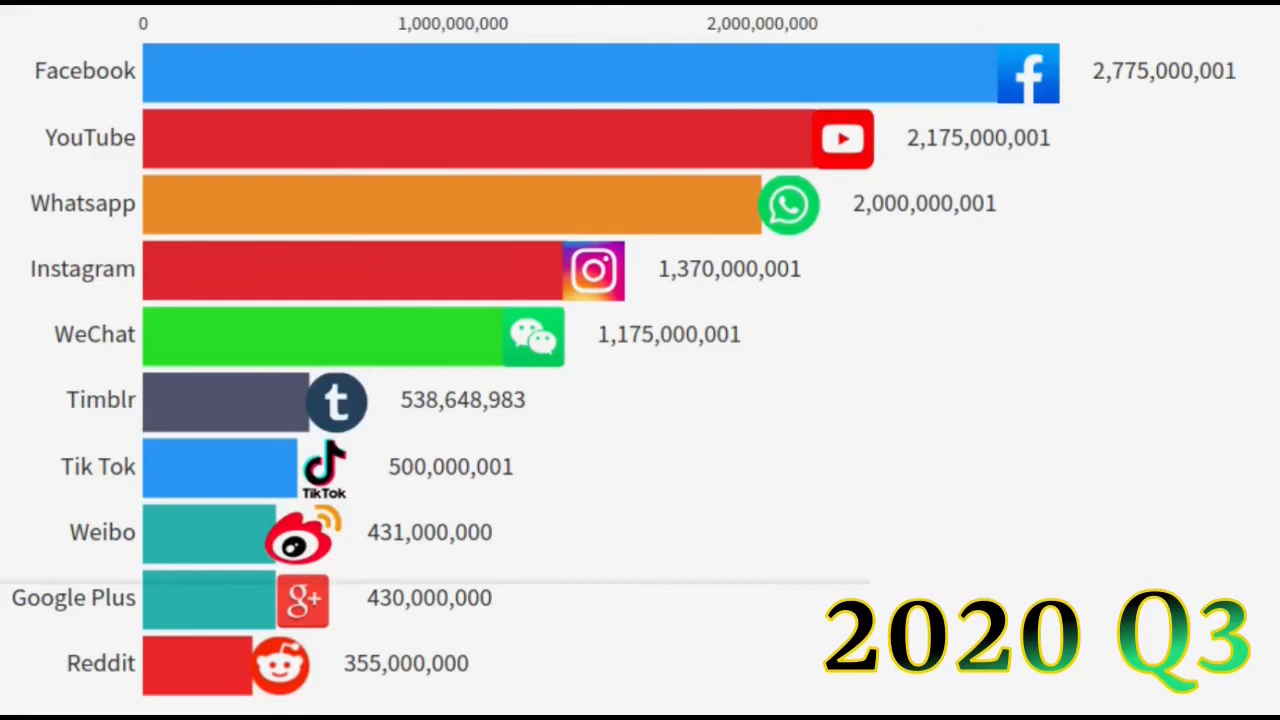 0 1,000,000,000 2,000,000,000
Facebook 2,775,000,001
YouTube 2,175,000,001
Whatsapp 2,000,000,001
Instagram 1,370,000,001
WeChat 1,175,000,001
Timblr t 538,648,983
Tik Tok 500,000,001
TikTok
Weibo 431,000,000
Google Plus g+ 430,000,000
Reddit 355,000,000
2020 Q3